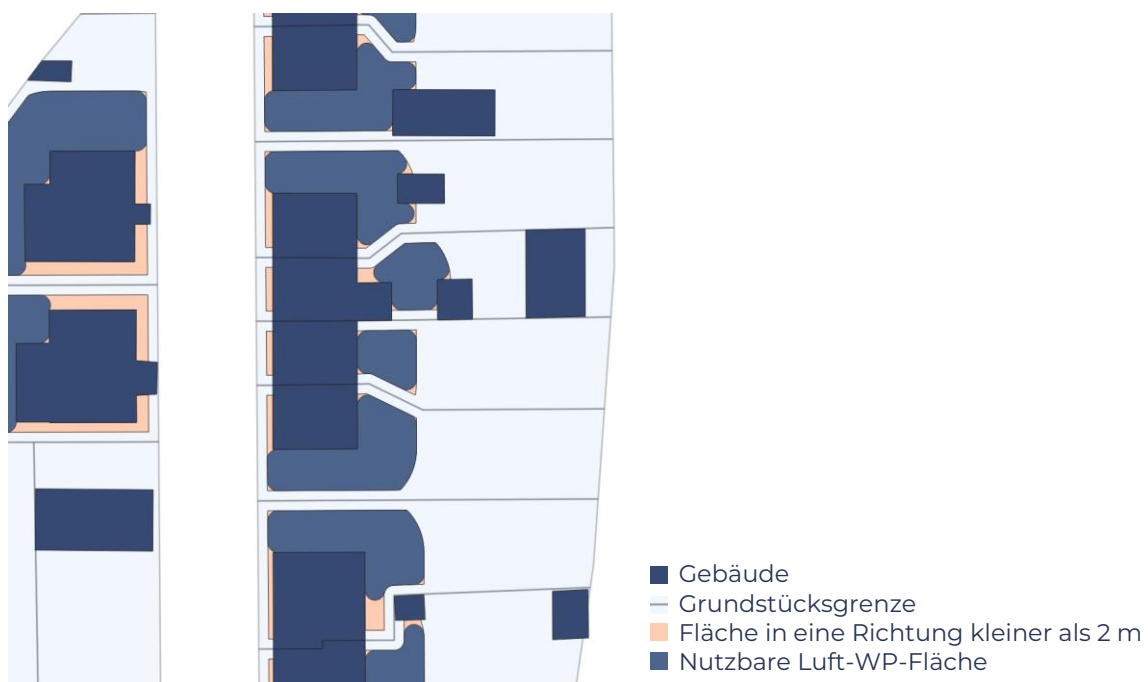 Gebäude
Grundstücksgrenze
Fläche in eine Richtung kleiner als 2 m
Nutzbare Luft-WP-Fläche